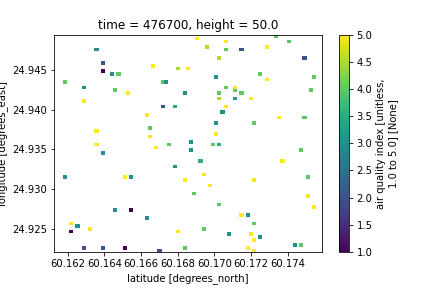 time = 476700, height = 50.0
24.945
24.940
24.935
24.930
24.925
longitude [degrees_east]
60.162 60.164 60.166 60.168 60.170 60.172 60.174
latitude [degrees_north]
5.0
4.5
4.0
3.5
3.0
2.5
2.0
1.5
1.0
air quality index [unitless,
1.0 to 5.0] [None]